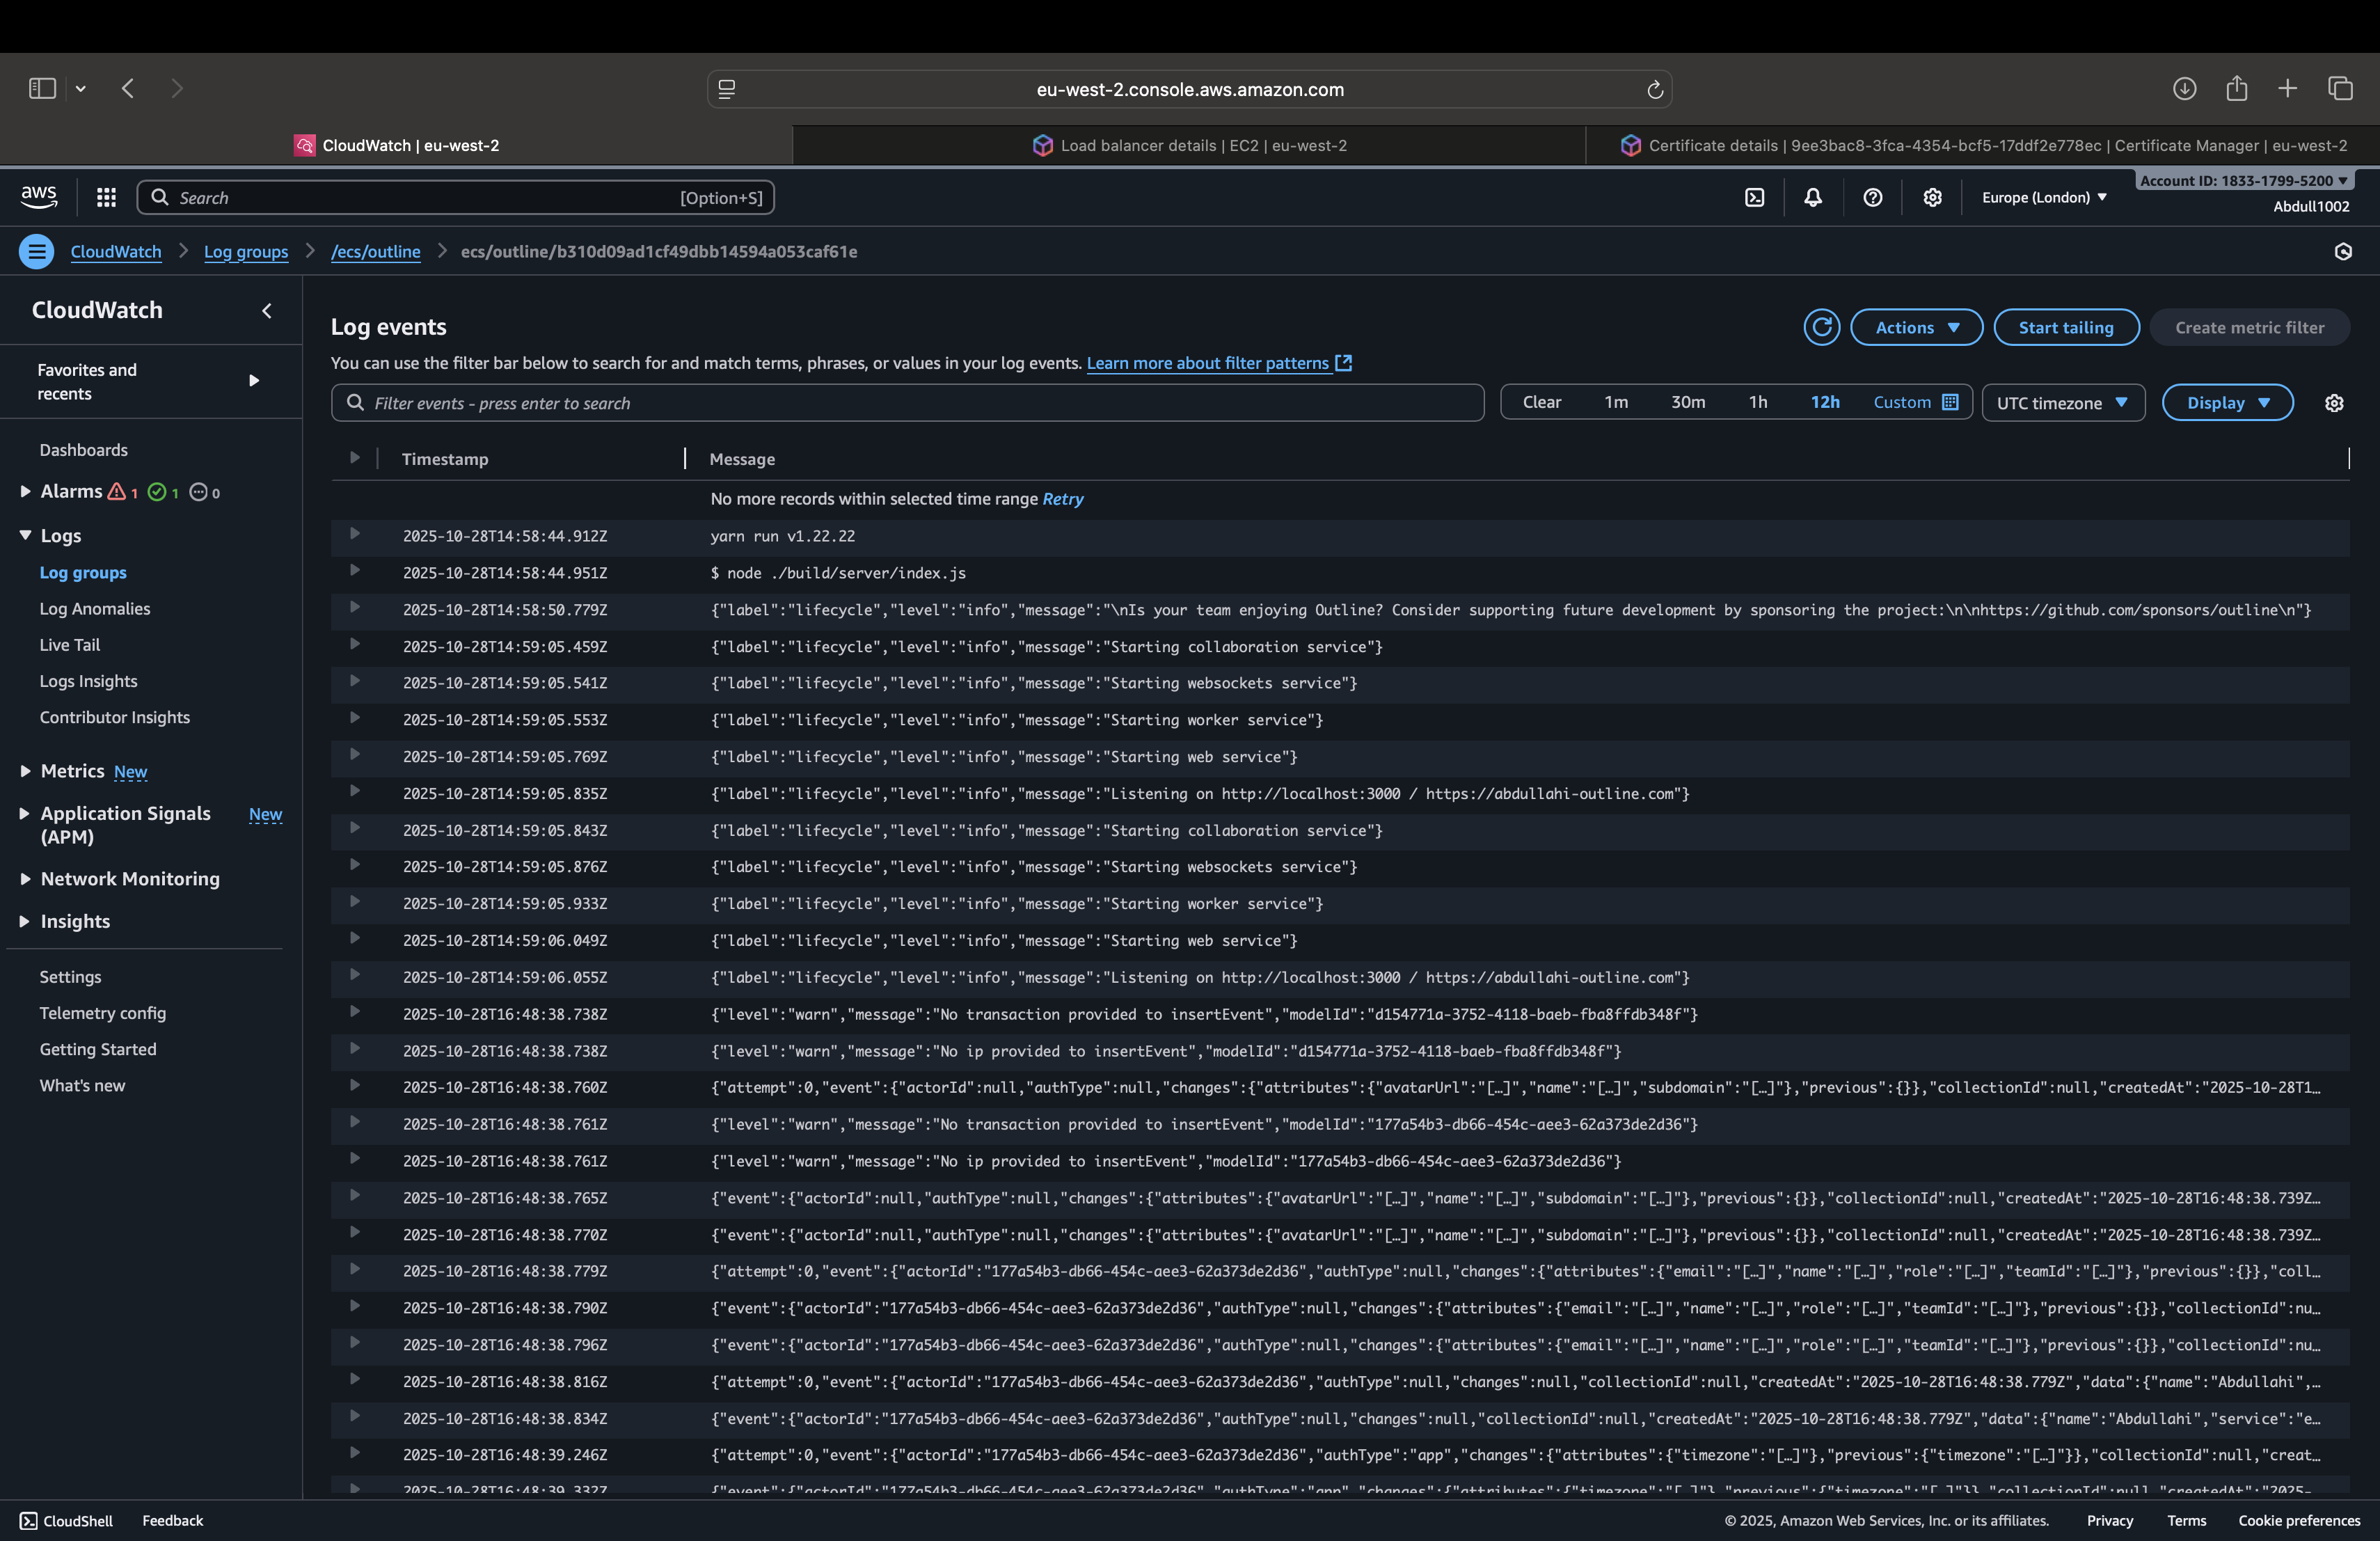 eu-west-2.console.aws.amazon.com
CloudWatch | eu-west-2
Load balancer details | EC2 | eu-west-2
Certificate details | 9ee3bac8-3fca-4354-bcf5-17ddf2e778ec | Certificate Manager | eu-west-2
aws
Search
[Option+S]
Europe (London)
Account ID: 1833-1799-5200
Abdull1002
CloudWatch
Log groups
/ecs/outline
ecs/outline/b310d09ad1cf49dbb14594a053caf61e
CloudWatch
Favorites and
recents
Dashboards
Alarms 1 1 0
Logs
Log groups
Log Anomalies
Live Tail
Logs Insights
Contributor Insights
Metrics New
Application Signals New
(APM)
Network Monitoring
Insights
Settings
Telemetry config
Getting Started
What's new
Log events
Actions
Start tailing
Create metric filter
You can use the filter bar below to search for and match terms, phrases, or values in your log events. Learn more about filter patterns
Filter events - press enter to search
Clear 1m 30m 1h 12h Custom
UTC timezone
Display
Timestamp Message
No more records within selected time range Retry
2025-10-28T14:58:44.912Z yarn run v1.22.22
2025-10-28T14:58:44.951Z $ node ./build/server/index.js
2025-10-28T14:58:50.779Z {"label":"lifecycle","level":"info","message":"\nIs your team enjoying Outline? Consider supporting future development by sponsoring the project:\n\nhttps://github.com/sponsors/outline\n"}
2025-10-28T14:59:05.459Z {"label":"lifecycle","level":"info","message":"Starting collaboration service"}
2025-10-28T14:59:05.541Z {"label":"lifecycle","level":"info","message":"Starting websockets service"}
2025-10-28T14:59:05.553Z {"label":"lifecycle","level":"info","message":"Starting worker service"}
2025-10-28T14:59:05.769Z {"label":"lifecycle","level":"info","message":"Starting web service"}
2025-10-28T14:59:05.835Z {"label":"lifecycle","level":"info","message":"Listening on http://localhost:3000 / https://abdullahi-outline.com"}
2025-10-28T14:59:05.843Z {"label":"lifecycle","level":"info","message":"Starting collaboration service"}
2025-10-28T14:59:05.876Z {"label":"lifecycle","level":"info","message":"Starting websockets service"}
2025-10-28T14:59:05.933Z {"label":"lifecycle","level":"info","message":"Starting worker service"}
2025-10-28T14:59:06.049Z {"label":"lifecycle","level":"info","message":"Starting web service"}
2025-10-28T14:59:06.055Z {"label":"lifecycle","level":"info","message":"Listening on http://localhost:3000 / https://abdullahi-outline.com"}
2025-10-28T16:48:38.738Z {"level":"warn","message":"No transaction provided to insertEvent","modelId":"d154771a-3752-4118-baeb-fba8ffdb348f"}
2025-10-28T16:48:38.738Z {"level":"warn","message":"No ip provided to insertEvent","modelId":"d154771a-3752-4118-baeb-fba8ffdb348f"}
2025-10-28T16:48:38.760Z {"attempt":0,"event":{"actorId":null,"authType":null,"changes":{"attributes":{"avatarUrl":"[…]","name":"[…]","subdomain":"[…]"},"previous":{}},"collectionId":null,"createdAt":"2025-10-28T1…
2025-10-28T16:48:38.761Z {"level":"warn","message":"No transaction provided to insertEvent","modelId":"177a54b3-db66-454c-aee3-62a373de2d36"}
2025-10-28T16:48:38.761Z {"level":"warn","message":"No ip provided to insertEvent","modelId":"177a54b3-db66-454c-aee3-62a373de2d36"}
2025-10-28T16:48:38.765Z {"event":{"actorId":null,"authType":null,"changes":{"attributes":{"avatarUrl":"[…]","name":"[…]","subdomain":"[…]"},"previous":{}},"collectionId":null,"createdAt":"2025-10-28T16:48:38.739Z…
2025-10-28T16:48:38.770Z {"event":{"actorId":null,"authType":null,"changes":{"attributes":{"avatarUrl":"[…]","name":"[…]","subdomain":"[…]"},"previous":{}},"collectionId":null,"createdAt":"2025-10-28T16:48:38.739Z…
2025-10-28T16:48:38.779Z {"attempt":0,"event":{"actorId":"177a54b3-db66-454c-aee3-62a373de2d36","authType":null,"changes":{"attributes":{"email":"[…]","name":"[…]","role":"[…]","teamId":"[…]"},"previous":{}},"coll…
2025-10-28T16:48:38.790Z {"event":{"actorId":"177a54b3-db66-454c-aee3-62a373de2d36","authType":null,"changes":{"attributes":{"email":"[…]","name":"[…]","role":"[…]","teamId":"[…]"},"previous":{}},"collectionId":nu…
2025-10-28T16:48:38.796Z {"event":{"actorId":"177a54b3-db66-454c-aee3-62a373de2d36","authType":null,"changes":{"attributes":{"email":"[…]","name":"[…]","role":"[…]","teamId":"[…]"},"previous":{}},"collectionId":nu…
2025-10-28T16:48:38.816Z {"attempt":0,"event":{"actorId":"177a54b3-db66-454c-aee3-62a373de2d36","authType":null,"changes":null,"collectionId":null,"createdAt":"2025-10-28T16:48:38.779Z","data":{"name":"Abdullahi",…
2025-10-28T16:48:38.834Z {"event":{"actorId":"177a54b3-db66-454c-aee3-62a373de2d36","authType":null,"changes":null,"collectionId":null,"createdAt":"2025-10-28T16:48:38.779Z","data":{"name":"Abdullahi","service":"e…
2025-10-28T16:48:39.246Z {"attempt":0,"event":{"actorId":"177a54b3-db66-454c-aee3-62a373de2d36","authType":"app","changes":{"attributes":{"timezone":"[…]"},"previous":{"timezone":"[…]"}},"collectionId":null,"creat…
2025-10-28T16:48:39.332Z {"event":{"actorId":"177a54b3-db66-454c-aee3-62a373de2d36","authType":"app","changes":{"attributes":{"timezone":"[…]"},"previous":{"timezone":"[…]"}},"collectionId":null,"createdAt":"2025-…
CloudShell
Feedback
© 2025, Amazon Web Services, Inc. or its affiliates.
Privacy
Terms
Cookie preferences